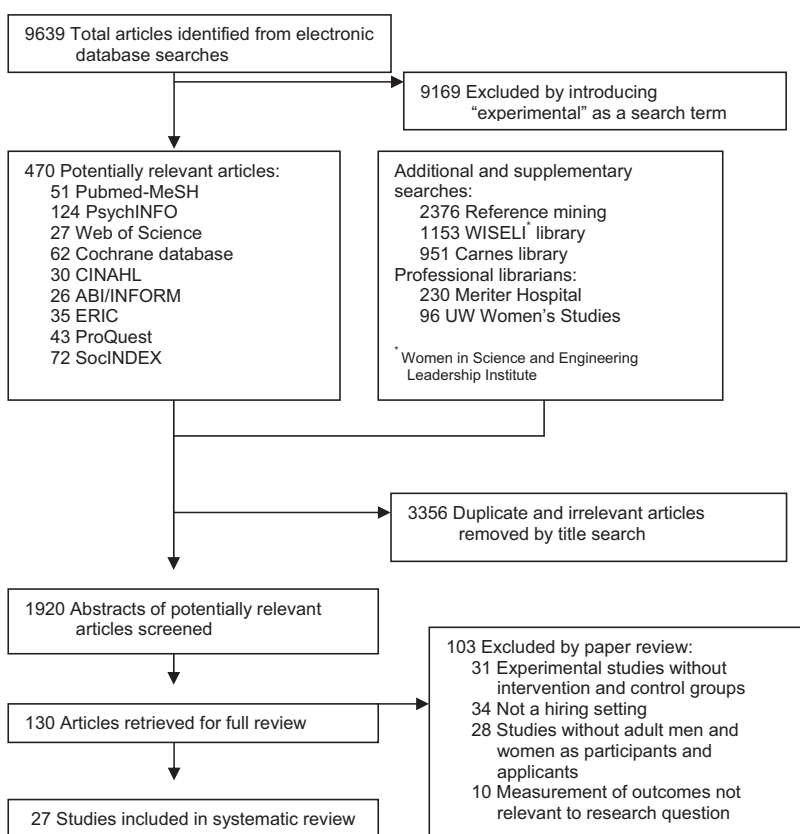 9639 Total articles identified from electronic
database searches
9169 Excluded by introducing
“experimental” as a search term
470 Potentially relevant articles:
51 Pubmed-MeSH
124 PsychINFO
27 Web of Science
62 Cochrane database
30 CINAHL
26 ABI/INFORM
35 ERIC
43 ProQuest
72 SocINDEX
Additional and supplementary
searches:
2376 Reference mining
1153 WISELI* library
951 Carnes library
Professional librarians:
230 Meriter Hospital
96 UW Women's Studies
* Women in Science and Engineering
Leadership Institute
3356 Duplicate and irrelevant articles
removed by title search
1920 Abstracts of potentially relevant
articles screened
103 Excluded by paper review:
31 Experimental studies without
intervention and control groups
34 Not a hiring setting
28 Studies without adult men and
women as participants and
applicants
10 Measurement of outcomes not
relevant to research question
130 Articles retrieved for full review
27 Studies included in systematic review